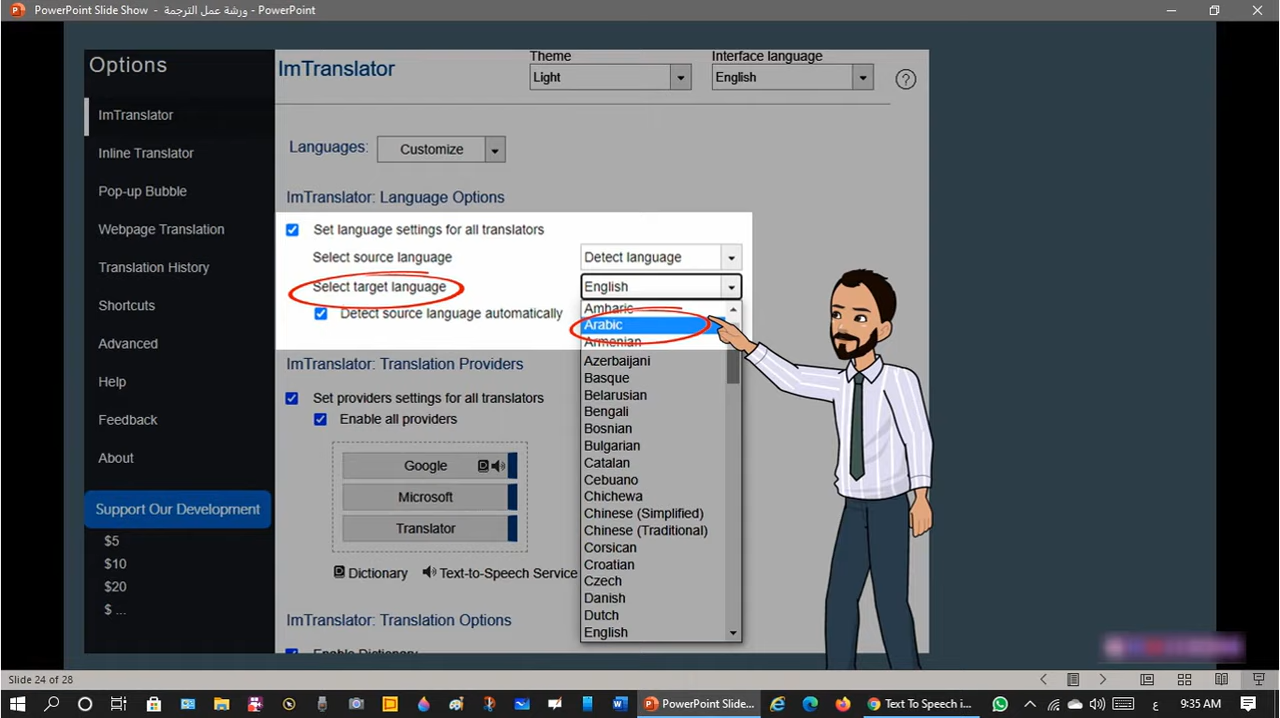 PowerPoint Slide Show - ورشة عمل الترجمة - PowerPoint
Options
ImTranslator
Inline Translator
Pop-up Bubble
Webpage Translation
Translation History
Shortcuts
Advanced
Help
Feedback
About
Support Our Development
$5
$10
$20
$ ...
ImTranslator
Theme
Light
Interface language
English
?
Languages:
Customize
ImTranslator: Language Options
Set language settings for all translators
Select source language
Detect language
Select target language
English
Detect source language automatically
Amharic
Arabic
Armenian
Azerbaijani
Basque
Belarusian
Bengali
Bosnian
Bulgarian
Catalan
Cebuano
Chichewa
Chinese (Simplified)
Chinese (Traditional)
Corsican
Croatian
Czech
Danish
Dutch
English
ImTranslator: Translation Providers
Set providers settings for all translators
Enable all providers
Google
Microsoft
Translator
Dictionary
Text-to-Speech Service
ImTranslator: Translation Options
Enable Dictionary
Slide 24 of 28
PowerPoint Slide...
Text To Speech i...
ع
9:35 AM